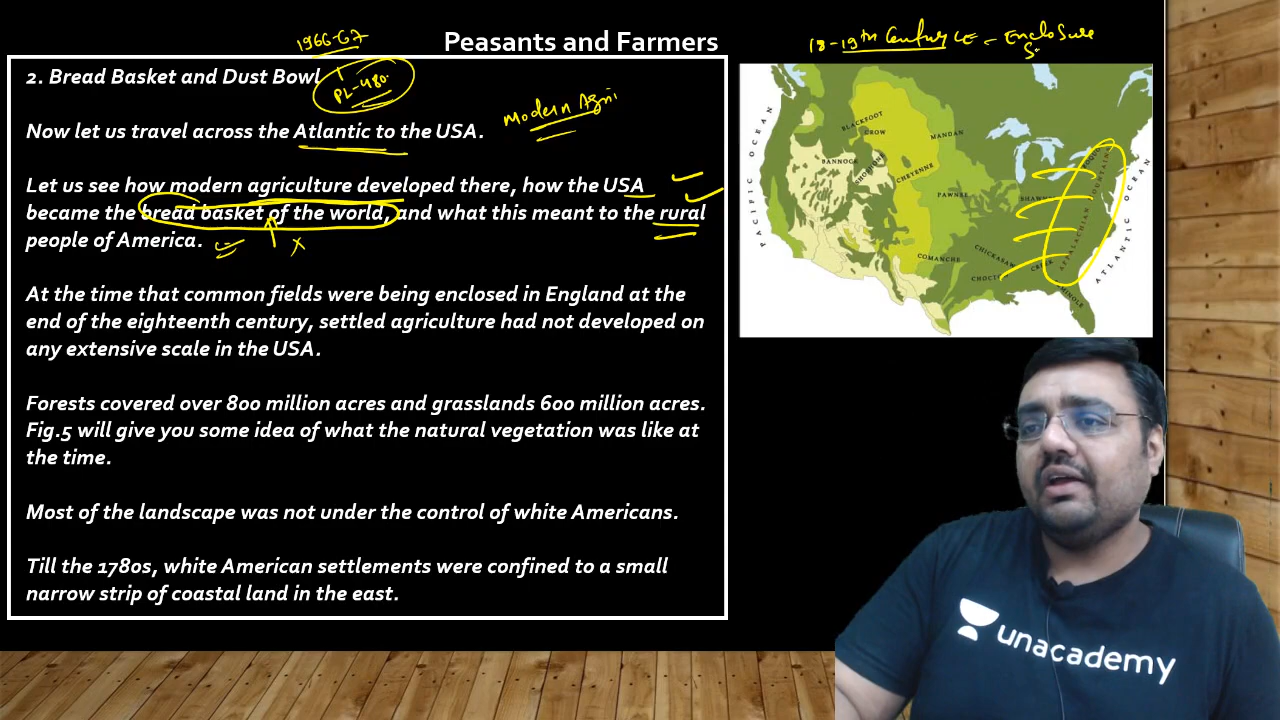 1966-67
Peasants and Farmers
18-19th Century CE - Enclosure
S
2. Bread Basket and Dust Bowl
PL-480
Now let us travel across the Atlantic to the USA.
Modern Agri
Let us see how modern agriculture developed there, how the USA
became the bread basket of the world, and what this meant to the rural
people of America.
x
At the time that common fields were being enclosed in England at the
end of the eighteenth century, settled agriculture had not developed on
any extensive scale in the USA.
Forests covered over 800 million acres and grasslands 600 million acres.
Fig.5 will give you some idea of what the natural vegetation was like at
the time.
Most of the landscape was not under the control of white Americans.
Till the 1780s, white American settlements were confined to a small
narrow strip of coastal land in the east.
PACIFIC OCEAN
BLACKFOOT
CROW
MANDAN
BANNOCK
SHOSHONE
CHEYENNE
PAWNEE
COMANCHE
CHICKASAW
CHOCT
CREEK
APPALACHIAN MOUNTAINS
ATLANTIC OCEAN
unacademy